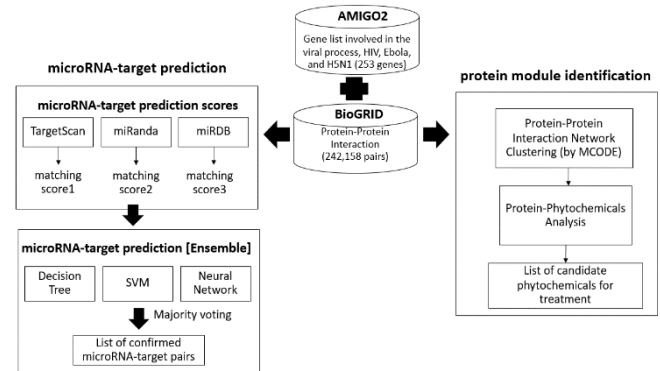 AMIGO2
Gene list involved in the
viral process, HIV, Ebola,
and H5N1 (253 genes)
BioGRID
Protein-Protein
Interaction
(242,158 pairs)
microRNA-target prediction
microRNA-target prediction scores
TargetScan
miRanda
miRDB
matching
score1
matching
score2
matching
score3
microRNA-target prediction [Ensemble]
Decision
Tree
SVM
Neural
Network
Majority voting
List of confirmed
microRNA-target pairs
protein module identification
Protein-Protein
Interaction Network
Clustering (by MCODE)
Protein-Phytochemicals
Analysis
List of candidate
phytochemicals for
treatment